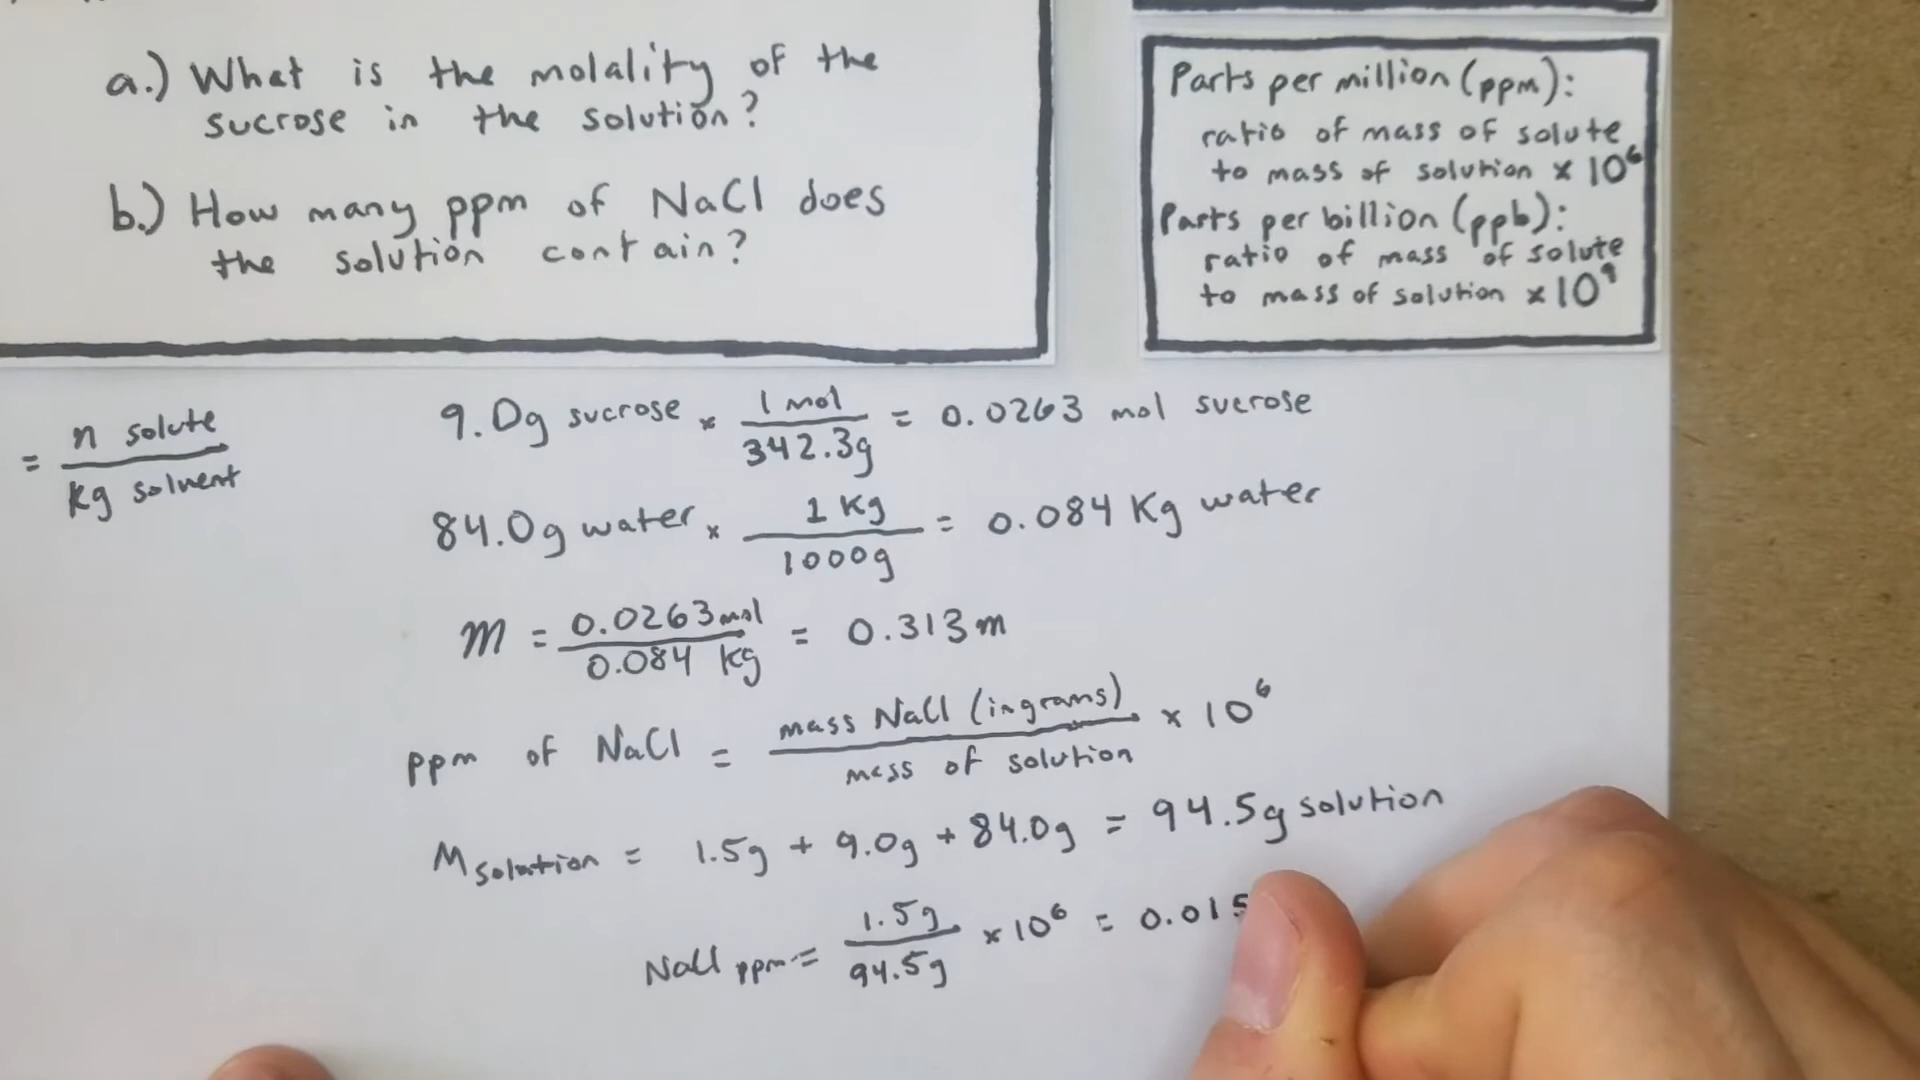 a.) What is the molality of the
sucrose in the solution?
b.) How many ppm of NaCl does
the solution contain?
Parts per million (ppm):
ratio of mass of solute
to mass of solution × 10⁶
Parts per billion (ppb):
ratio of mass of solute
to mass of solution × 10⁹
= n solute / kg solvent
9.0g sucrose × 1 mol / 342.3g = 0.0263 mol sucrose
84.0g water × 1 Kg / 1000g = 0.084 Kg water
m = 0.0263 mol / 0.084 kg = 0.313 m
ppm of NaCl = mass NaCl (in grams) / mass of solution × 10⁶
M solution = 1.5g + 9.0g + 84.0g = 94.5g solution
NaCl ppm = 1.5g / 94.5g × 10⁶ = 0.015